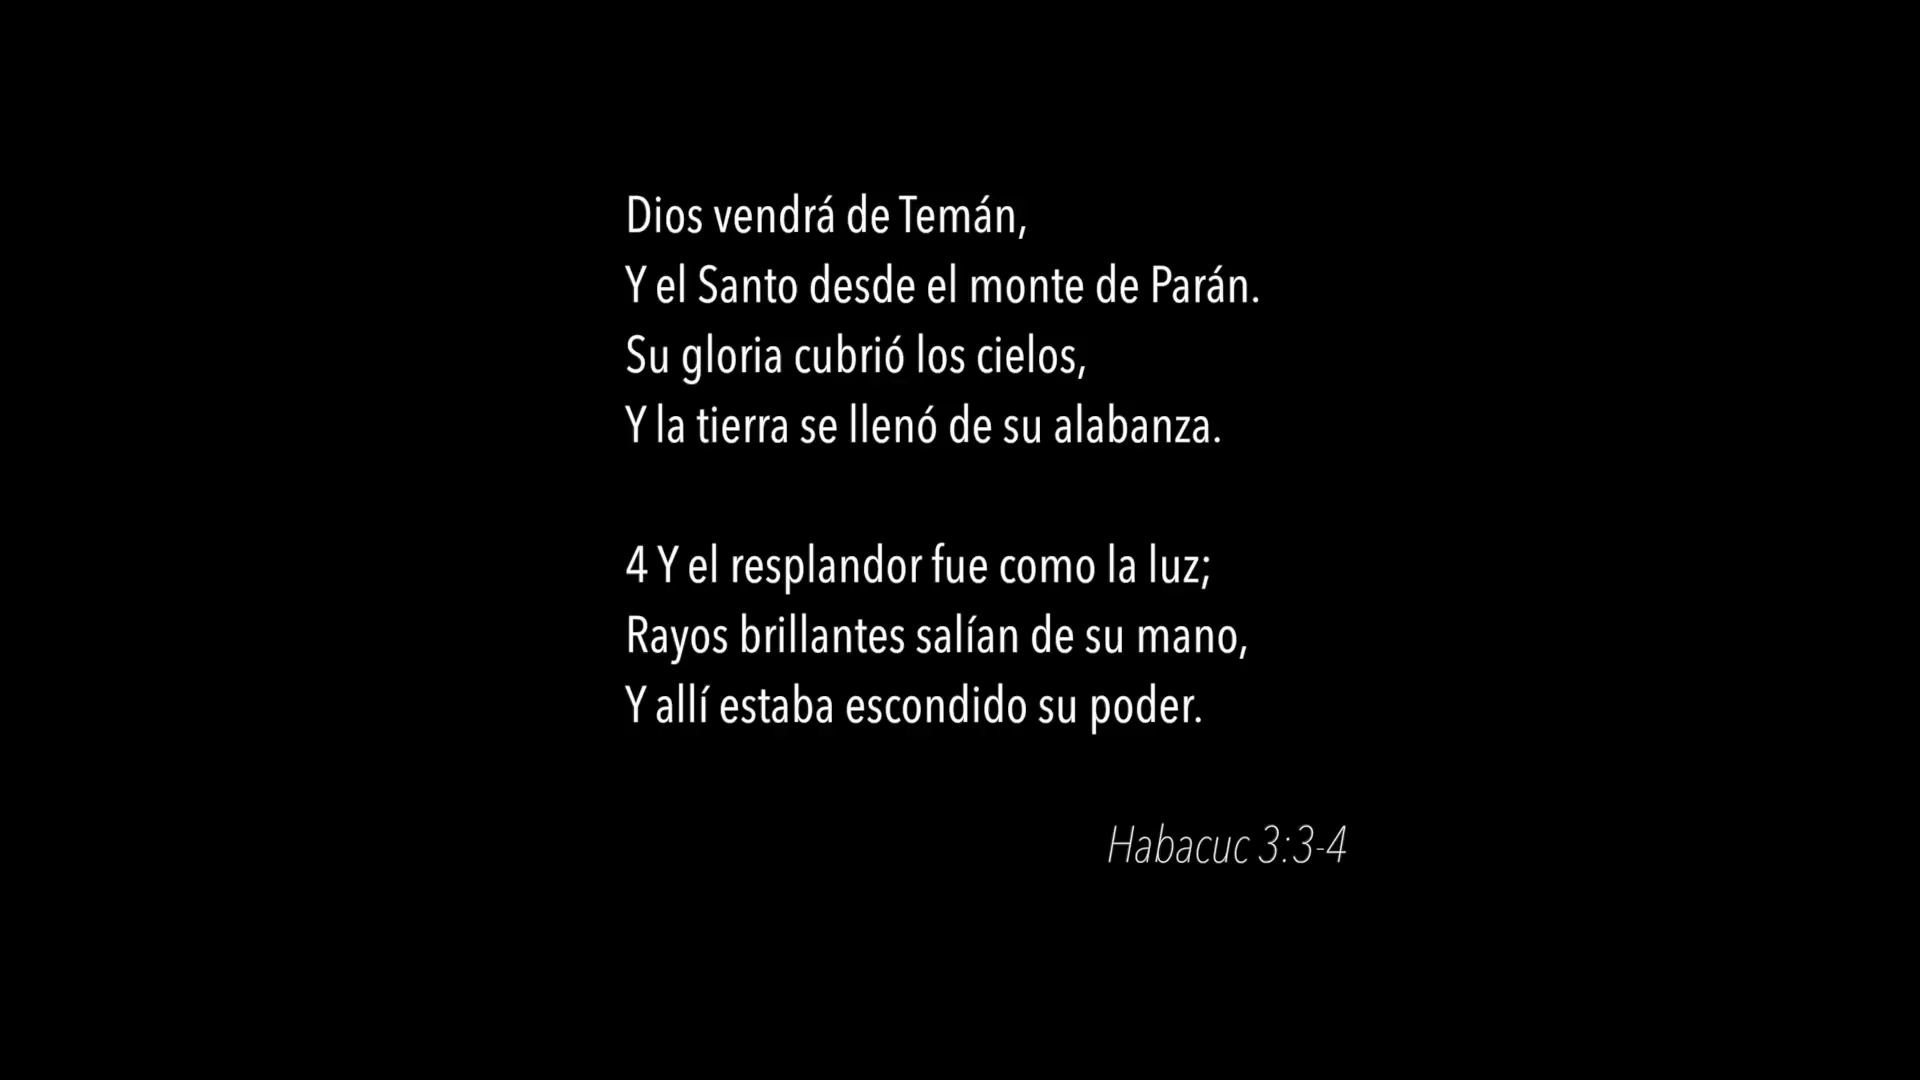 Dios vendrá de Temán,
Y el Santo desde el monte de Parán.
Su gloria cubrió los cielos,
Y la tierra se llenó de su alabanza.
4 Y el resplandor fue como la luz;
Rayos brillantes salían de su mano,
Y allí estaba escondido su poder.
Habacuc 3:3-4